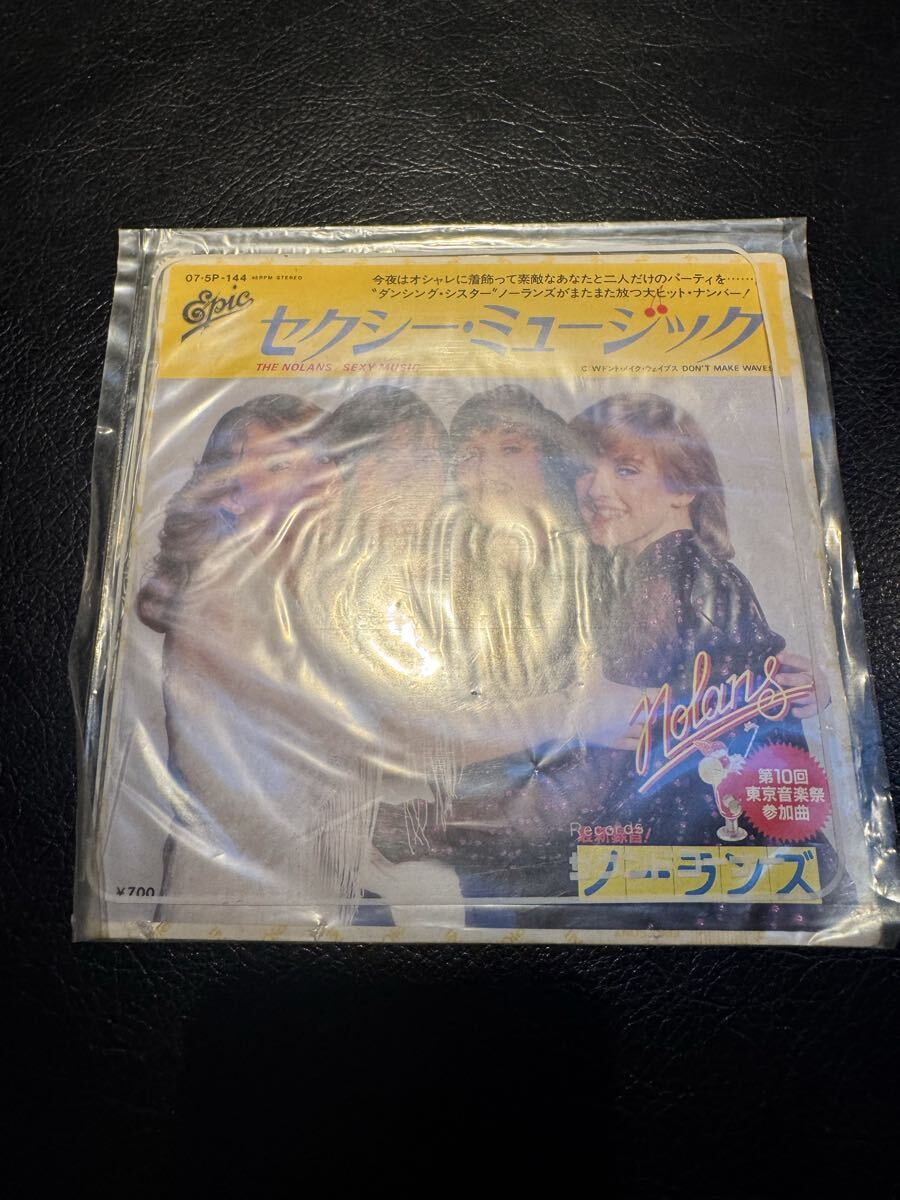 07・5P-144 45RPM STEREO
今夜はオシャレに着飾って素敵なあなたと二人だけのパーティを……
Epic
“ダンシング・シスター”ノーランズがまたまた放つ大ヒット・ナンバー!
セクシー・ミュージック
THE NOLANS SEXY MUSIC
C/Wドント・メイク・ウェイブス DON'T MAKE WAVES
Nolans
第10回
東京音楽祭
参加曲
Records
最新録音!
ノーランズ
¥700